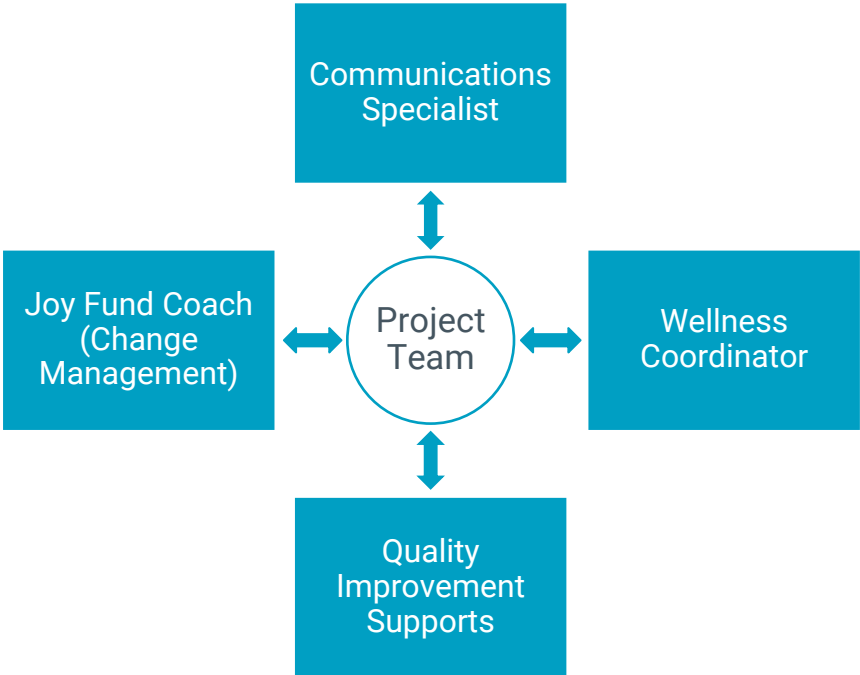 Communications
Specialist
Joy Fund Coach
(Change
Management)
Project
Team
Wellness
Coordinator
Quality
Improvement
Supports